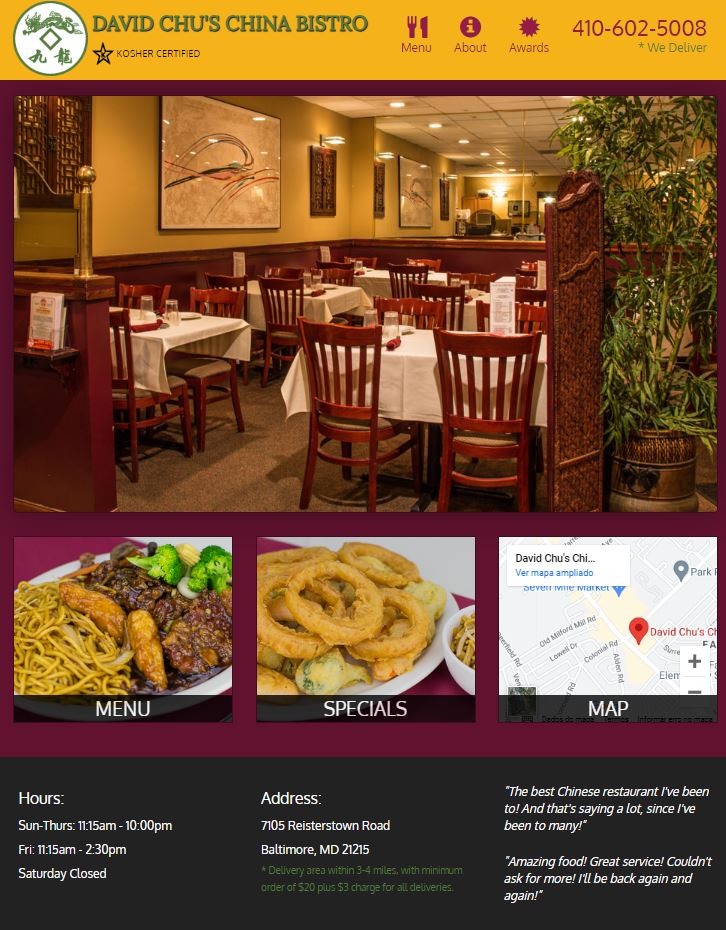 DAVID CHU'S CHINA BISTRO
KOSHER CERTIFIED
九龍
Menu
About
Awards
410-602-5008
* We Deliver
MENU
SPECIALS
David Chu's Chi...
Ver mapa ampliado
Seven Mile Market
Park
Old Milford Mill Rd
Lowell Dr
Colonial Rd
Alden Rd
David Chu's Ch
Dados do mapa
Termos
Informar erro no mapa
MAP
Hours:
Sun-Thurs: 11:15am - 10:00pm
Fri: 11:15am - 2:30pm
Saturday Closed
Address:
7105 Reisterstown Road
Baltimore, MD 21215
* Delivery area within 3-4 miles, with minimum
order of $20 plus $3 charge for all deliveries.
"The best Chinese restaurant I've been
to! And that's saying a lot, since I've
been to many!"
"Amazing food! Great service! Couldn't
ask for more! I'll be back again and
again!"